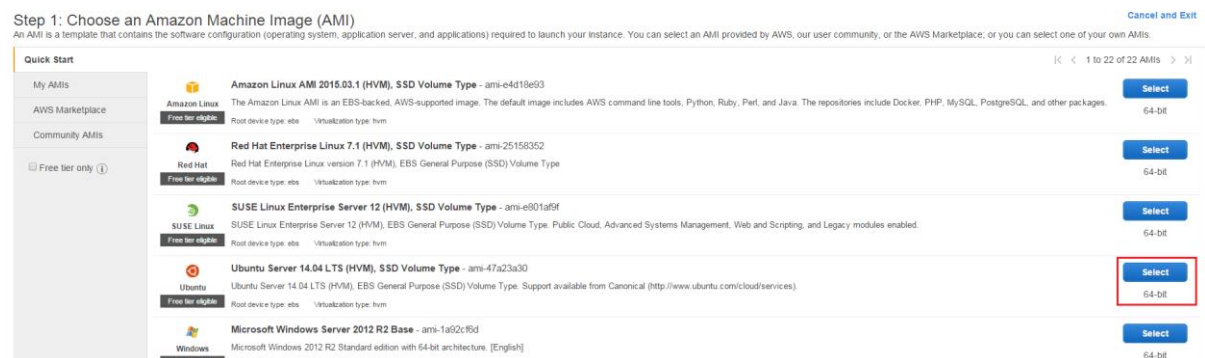 Step 1: Choose an Amazon Machine Image (AMI)
Cancel and Exit
An AMI is a template that contains the software configuration (operating system, application server, and applications) required to launch your instance. You can select an AMI provided by AWS, our user community, or the AWS Marketplace; or you can select one of your own AMIs.
Quick Start
1 to 22 of 22 AMIs
My AMIs
AWS Marketplace
Community AMIs
Free tier only
Amazon Linux
Free tier eligible
Amazon Linux AMI 2015.03.1 (HVM), SSD Volume Type - ami-e4d18e93
The Amazon Linux AMI is an EBS-backed, AWS-supported image. The default image includes AWS command line tools, Python, Ruby, Perl, and Java. The repositories include Docker, PHP, MySQL, PostgreSQL, and other packages.
Root device type: ebs Virtualization type: hvm
Select
64-bit
Red Hat
Free tier eligible
Red Hat Enterprise Linux 7.1 (HVM), SSD Volume Type - ami-25158352
Red Hat Enterprise Linux version 7.1 (HVM), EBS General Purpose (SSD) Volume Type
Root device type: ebs Virtualization type: hvm
Select
64-bit
SUSE Linux
Free tier eligible
SUSE Linux Enterprise Server 12 (HVM), SSD Volume Type - ami-e801af9f
SUSE Linux Enterprise Server 12 (HVM), EBS General Purpose (SSD) Volume Type. Public Cloud, Advanced Systems Management, Web and Scripting, and Legacy modules enabled.
Root device type: ebs Virtualization type: hvm
Select
64-bit
Ubuntu
Free tier eligible
Ubuntu Server 14.04 LTS (HVM), SSD Volume Type - ami-47a23a30
Ubuntu Server 14.04 LTS (HVM), EBS General Purpose (SSD) Volume Type. Support available from Canonical (http://www.ubuntu.com/cloud/services).
Root device type: ebs Virtualization type: hvm
Select
64-bit
Windows
Microsoft Windows Server 2012 R2 Base - ami-1a92cf6d
Microsoft Windows 2012 R2 Standard edition with 64-bit architecture. [English]
Select
64-bit